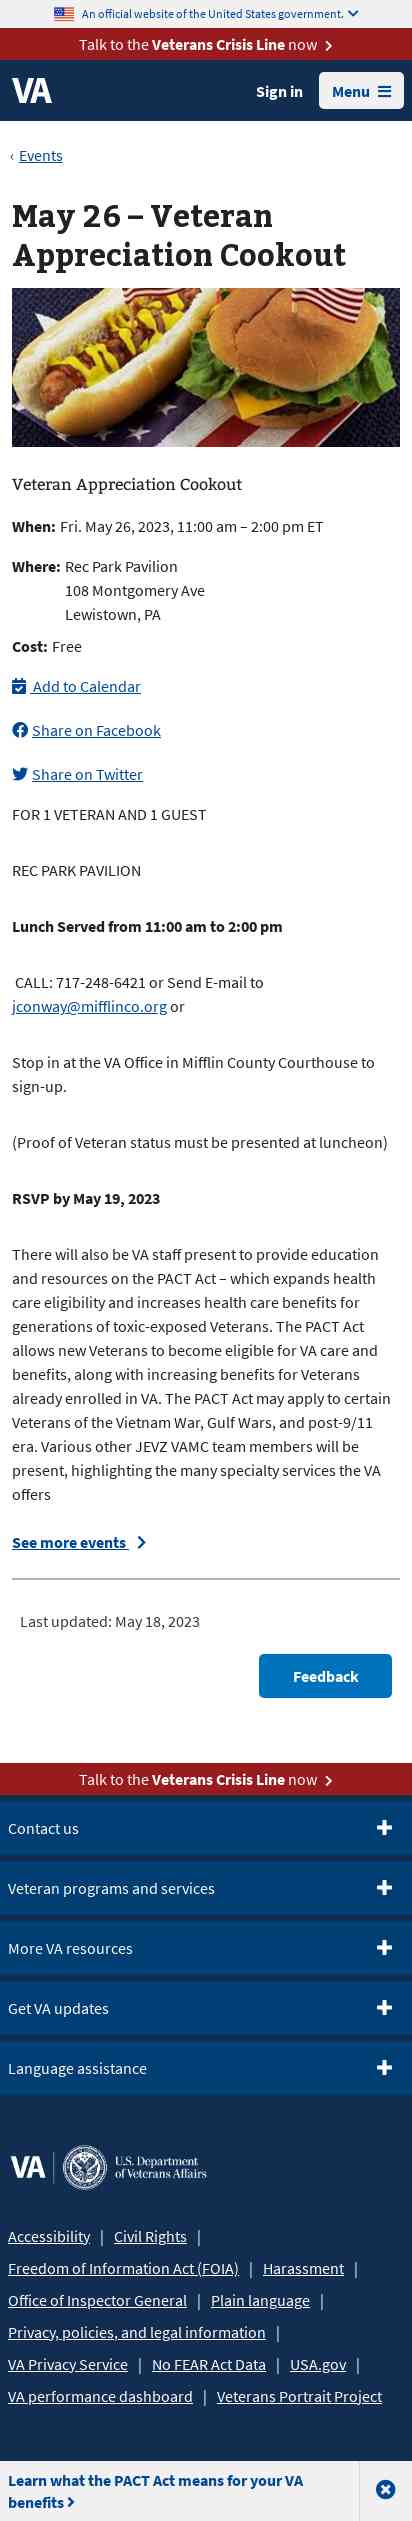 An official website of the United States government.
Talk to the Veterans Crisis Line now
VA
Sign in
Menu
‹ Events
May 26 – Veteran
Appreciation Cookout
Veteran Appreciation Cookout
When: Fri. May 26, 2023, 11:00 am – 2:00 pm ET
Where: Rec Park Pavilion
108 Montgomery Ave
Lewistown, PA
Cost: Free
Add to Calendar
Share on Facebook
Share on Twitter
FOR 1 VETERAN AND 1 GUEST
REC PARK PAVILION
Lunch Served from 11:00 am to 2:00 pm
CALL: 717-248-6421 or Send E-mail to
jconway@mifflinco.org or
Stop in at the VA Office in Mifflin County Courthouse to
sign-up.
(Proof of Veteran status must be presented at luncheon)
RSVP by May 19, 2023
There will also be VA staff present to provide education
and resources on the PACT Act – which expands health
care eligibility and increases health care benefits for
generations of toxic-exposed Veterans. The PACT Act
allows new Veterans to become eligible for VA care and
benefits, along with increasing benefits for Veterans
already enrolled in VA. The PACT Act may apply to certain
Veterans of the Vietnam War, Gulf Wars, and post-9/11
era. Various other JEVZ VAMC team members will be
present, highlighting the many specialty services the VA
offers
See more events
Last updated: May 18, 2023
Feedback
Talk to the Veterans Crisis Line now
Contact us
Veteran programs and services
More VA resources
Get VA updates
Language assistance
VA | U.S. Department
of Veterans Affairs
Accessibility | Civil Rights |
Freedom of Information Act (FOIA) | Harassment |
Office of Inspector General | Plain language |
Privacy, policies, and legal information |
VA Privacy Service | No FEAR Act Data | USA.gov |
VA performance dashboard | Veterans Portrait Project
Learn what the PACT Act means for your VA
benefits